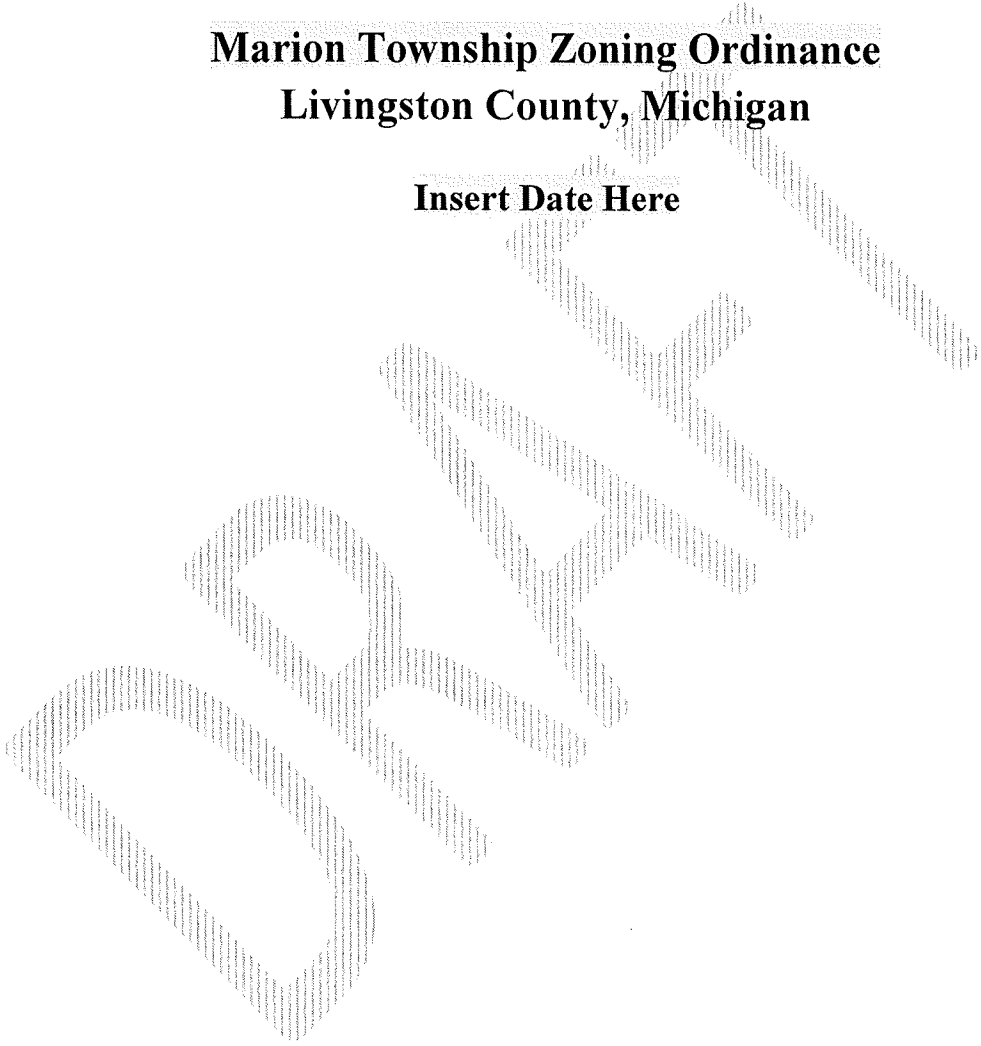 Marion Township Zoning Ordinance
Livingston County, Michigan
Insert Date Here
DRAFT